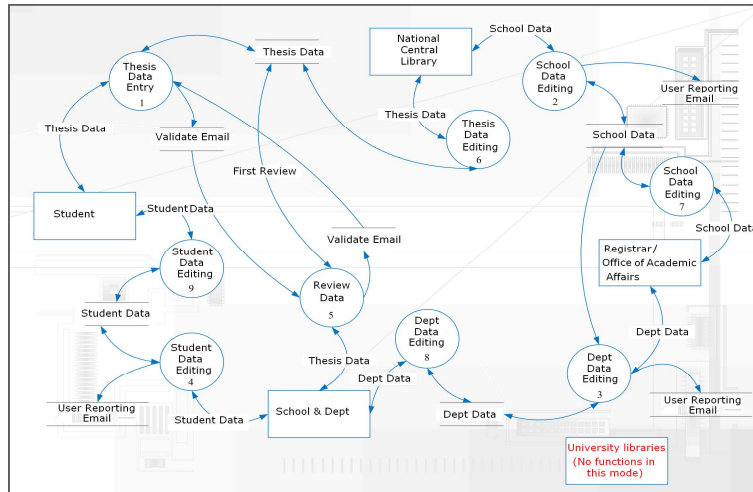 National
Central
Library
School Data
Thesis Data
Thesis
Data
Entry
1
School
Data Editing
2
User Reporting
Email
Thesis Data
Thesis Data
Validate Email
Thesis
Data Editing
6
School Data
First Review
School
Data Editing
7
Student
Student Data
School Data
Validate Email
Student
Data
Editing
9
Registrar/
Office of Academic
Affairs
Review
Data
5
Student Data
Dept
Data
Editing
8
Dept Data
Student
Data
Editing
4
Thesis Data
Dept Data
Dept
Data
Editing
3
User Reporting
Email
Student Data
School & Dept
Dept Data
User Reporting
Email
University libraries
(No functions in
this mode)